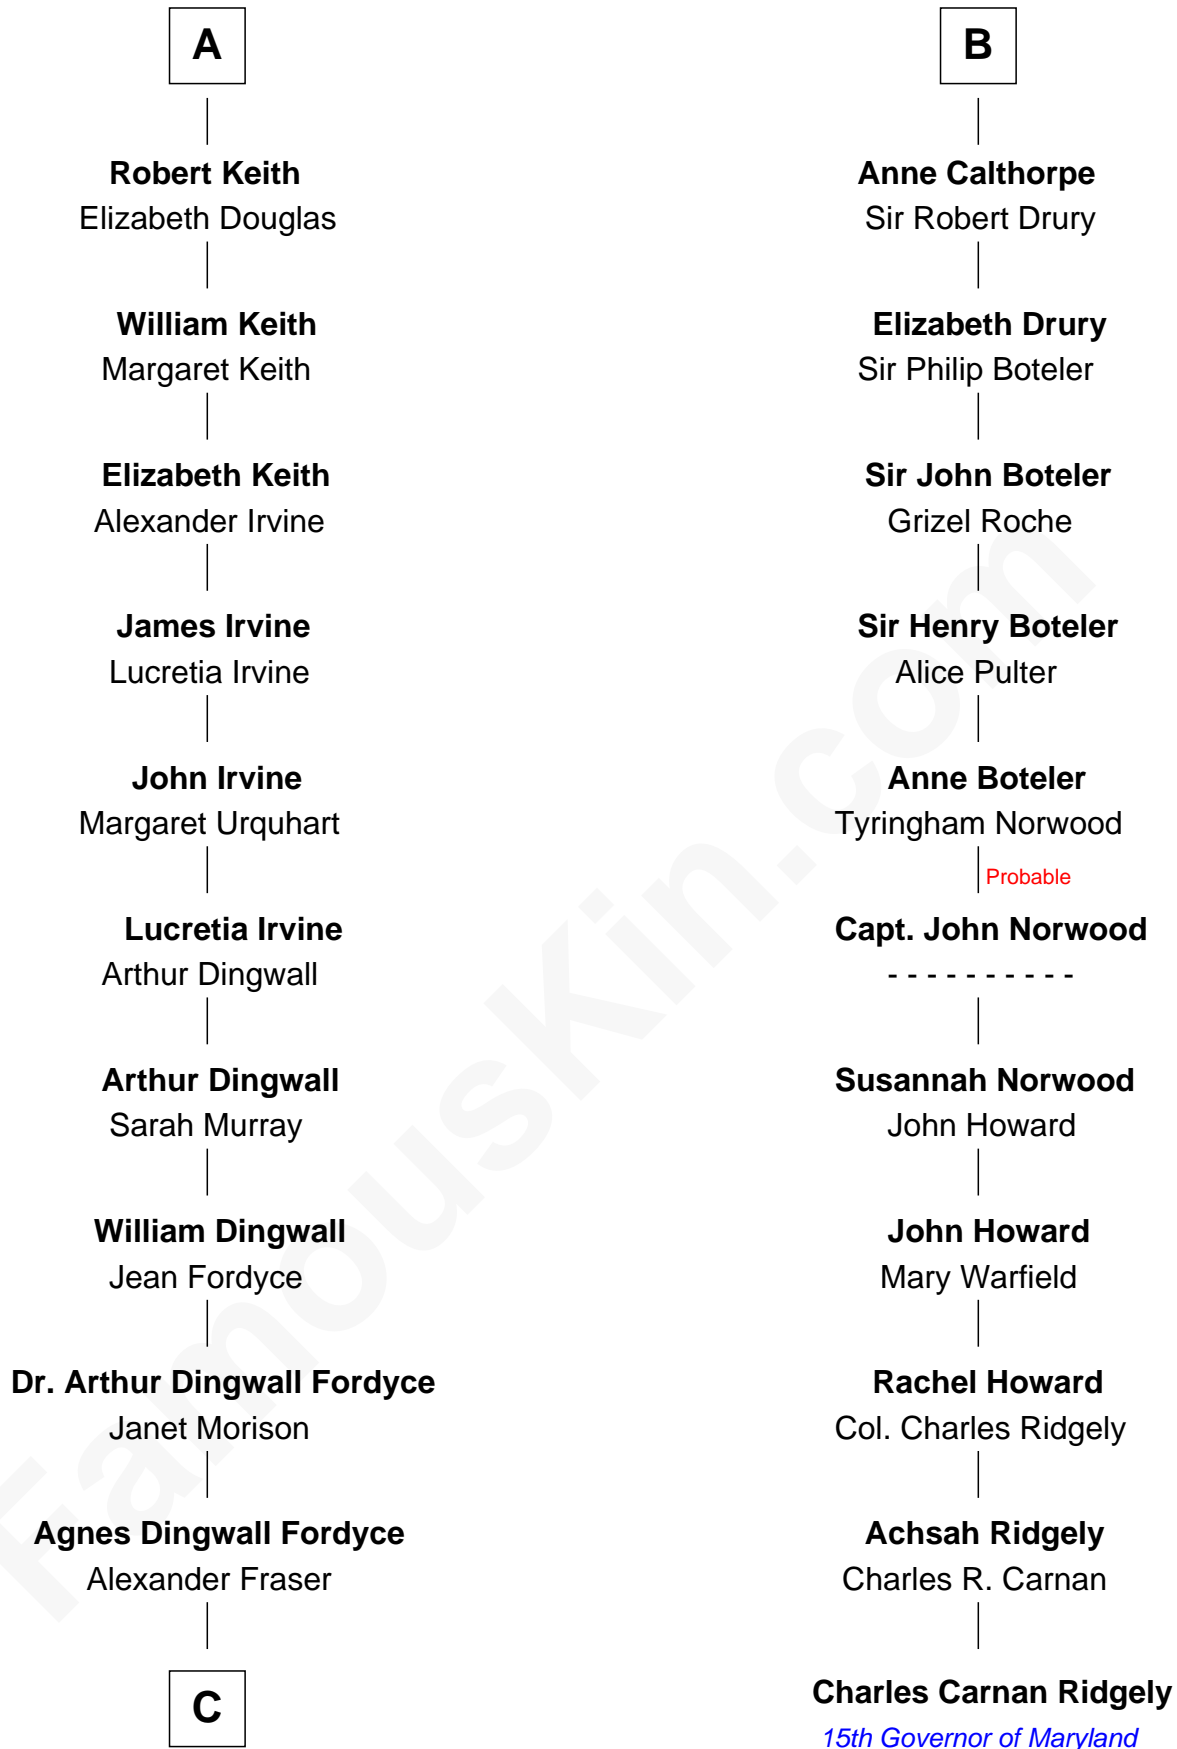 A
Robert Keith
Elizabeth Douglas
William Keith
Margaret Keith
Elizabeth Keith
Alexander Irvine
James Irvine
Lucretia Irvine
John Irvine
Margaret Urquhart
Lucretia Irvine
Arthur Dingwall
Arthur Dingwall
Sarah Murray
William Dingwall
Jean Fordyce
Dr. Arthur Dingwall Fordyce
Janet Morison
Agnes Dingwall Fordyce
Alexander Fraser
C
B
Anne Calthorpe
Sir Robert Drury
Elizabeth Drury
Sir Philip Boteler
Sir John Boteler
Grizel Roche
Sir Henry Boteler
Alice Pulter
Anne Boteler
Tyringham Norwood
Probable
Capt. John Norwood
- - - - - - - - - -
Susannah Norwood
John Howard
John Howard
Mary Warfield
Rachel Howard
Col. Charles Ridgely
Achsah Ridgely
Charles R. Carnan
Charles Carnan Ridgely
15th Governor of Maryland
FamousKin.com